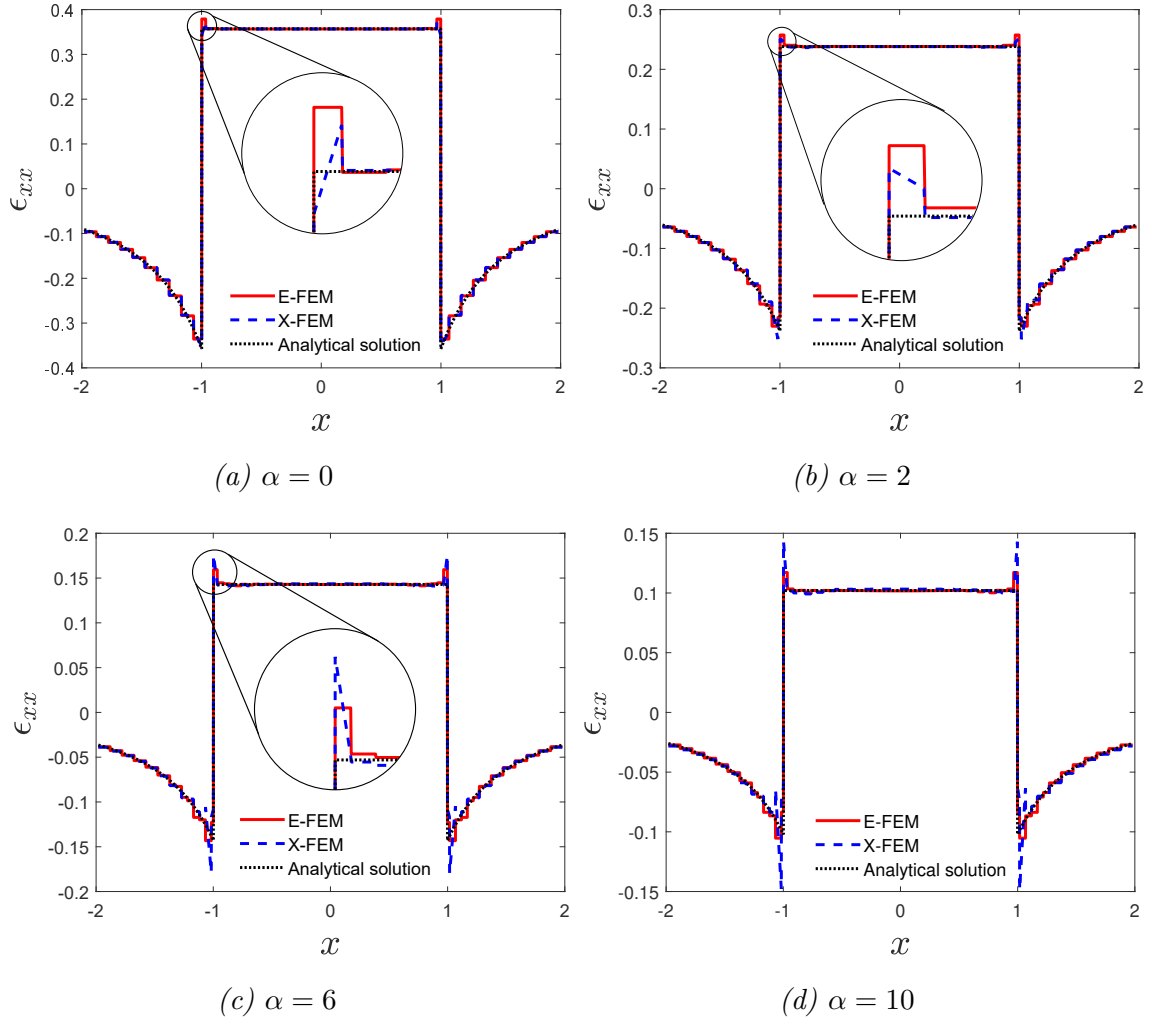 0.4
0.3
0.2
0.1
0
-0.1
-0.2
-0.3
-0.4
-2 -1 0 1 2
ϵxx
x
E-FEM
X-FEM
Analytical solution
(a) α = 0
0.3
0.2
0.1
0
-0.1
-0.2
-0.3
-2 -1 0 1 2
ϵxx
x
E-FEM
X-FEM
Analytical solution
(b) α = 2
0.2
0.15
0.1
0.05
0
-0.05
-0.1
-0.15
-0.2
-2 -1 0 1 2
ϵxx
x
E-FEM
X-FEM
Analytical solution
(c) α = 6
0.15
0.1
0.05
0
-0.05
-0.1
-0.15
-2 -1 0 1 2
ϵxx
x
E-FEM
X-FEM
Analytical solution
(d) α = 10